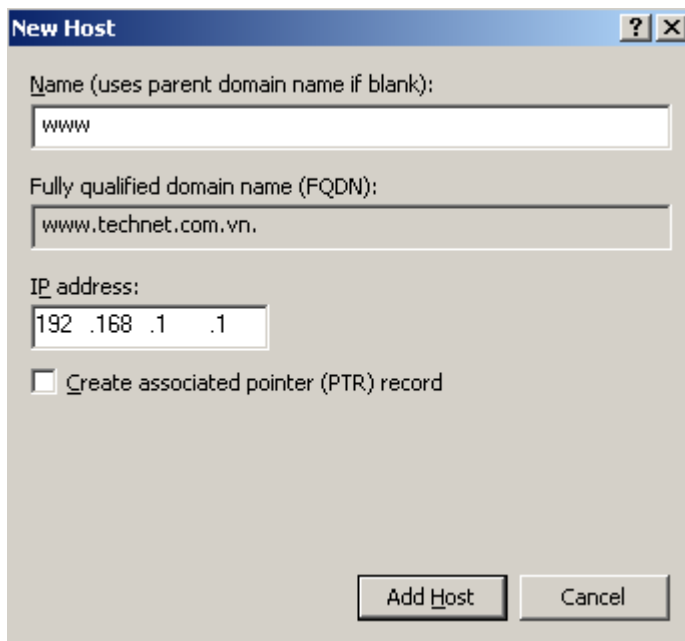 New Host
Name (uses parent domain name if blank):
www
Fully qualified domain name (FQDN):
www.technet.com.vn.
IP address:
192 .168 .1 .1
Create associated pointer (PTR) record
Add Host Cancel